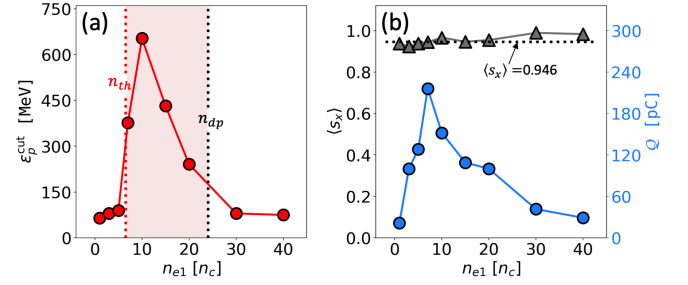 (a)
750
600
450
300
150
0
ε_p^cut [MeV]
n_th
n_dp
0 10 20 30 40
n_e1 [n_c]
(b)
1.0
0.8
0.6
0.4
0.2
0.0
⟨s_x⟩
⟨s_x⟩=0.946
300
240
180
120
60
0
Q [pC]
0 10 20 30 40
n_e1 [n_c]